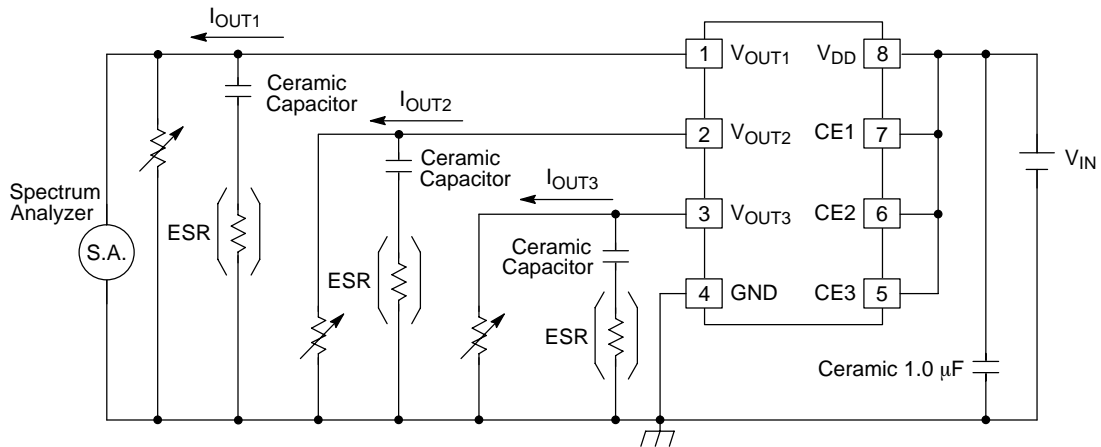 IOUT1
Ceramic
Capacitor
IOUT2
Ceramic
Capacitor
IOUT3
Ceramic
Capacitor
Spectrum
Analyzer
S.A.
ESR
ESR
ESR
1 VOUT1 VDD 8
2 VOUT2 CE1 7
3 VOUT3 CE2 6
4 GND CE3 5
VIN
Ceramic 1.0 μF